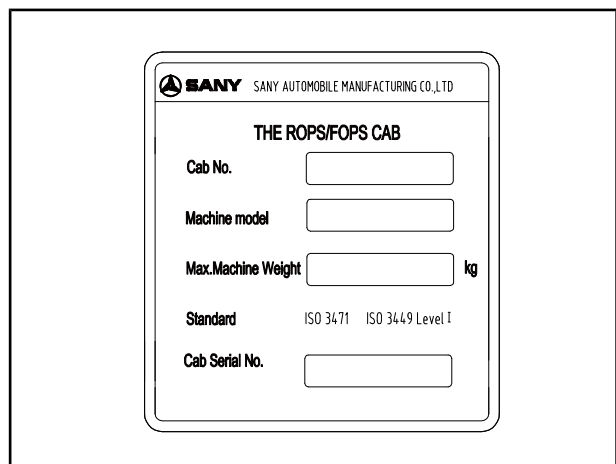 SANY SANY AUTOMOBILE MANUFACTURING CO.,LTD
THE ROPS/FOPS CAB
Cab No.
Machine model
Max.Machine Weight kg
Standard ISO 3471 ISO 3449 Level I
Cab Serial No.